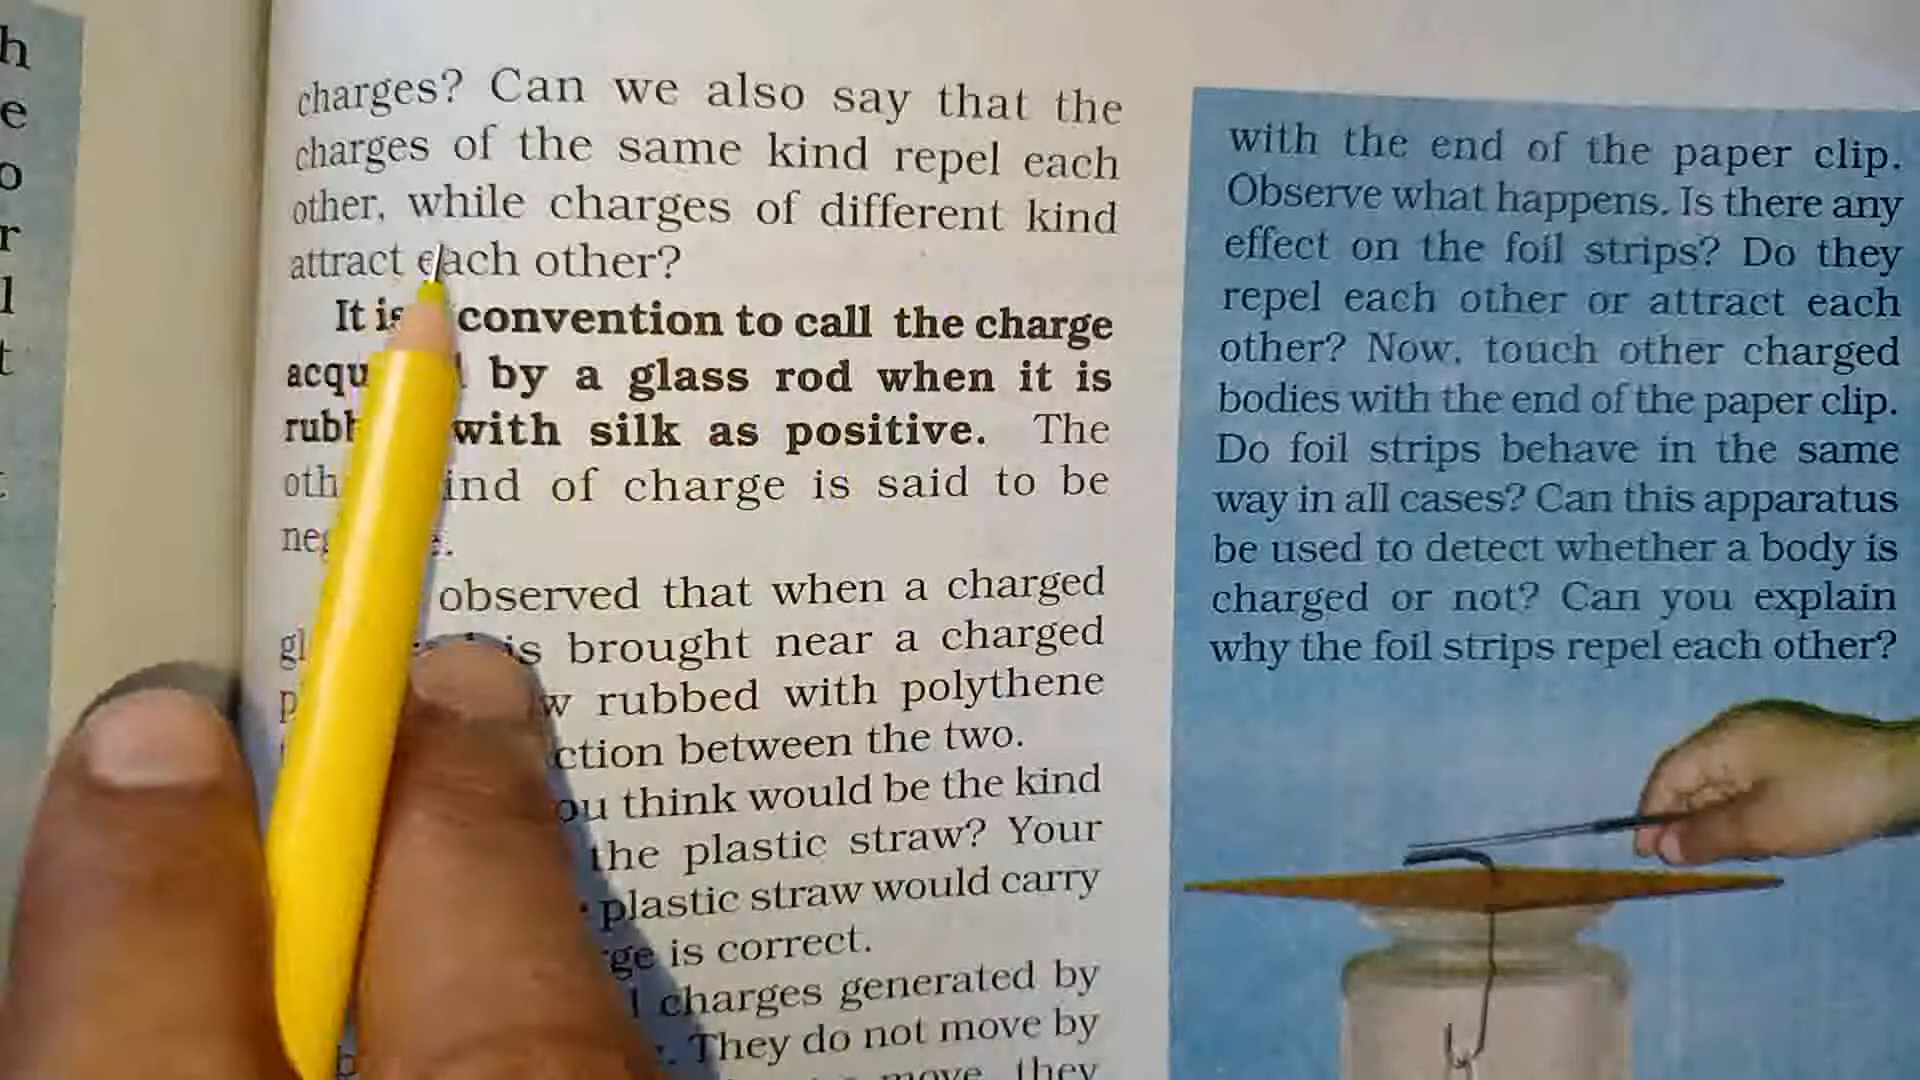 h
e
o
r
l
t
charges? Can we also say that the
charges of the same kind repel each
other, while charges of different kind
attract each other?
It is convention to call the charge
by a glass rod when it is
with silk as positive. The
of charge is said to be
observed that when a charged
is brought near a charged
rubbed with polythene
between the two.
think would be the kind
the plastic straw? Your
plastic straw would carry
is correct.
charges generated by
They do not move by
move, they
with the end of the paper clip.
Observe what happens. Is there any
effect on the foil strips? Do they
repel each other or attract each
other? Now, touch other charged
bodies with the end of the paper clip.
Do foil strips behave in the same
way in all cases? Can this apparatus
be used to detect whether a body is
charged or not? Can you explain
why the foil strips repel each other?